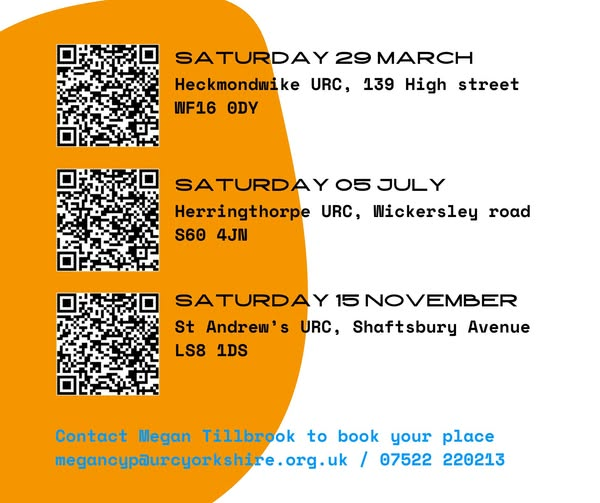 SATURDAY 29 MARCH
Heckmondwike URC, 139 High street
WF16 0DY
SATURDAY 05 JULY
Herringthorpe URC, Wickersley road
S60 4JN
SATURDAY 15 NOVEMBER
St Andrew's URC, Shaftsbury Avenue
LS8 1DS
Contact Megan Tillbrook to book your place
megancyp@urcyorkshire.org.uk / 07522 220213